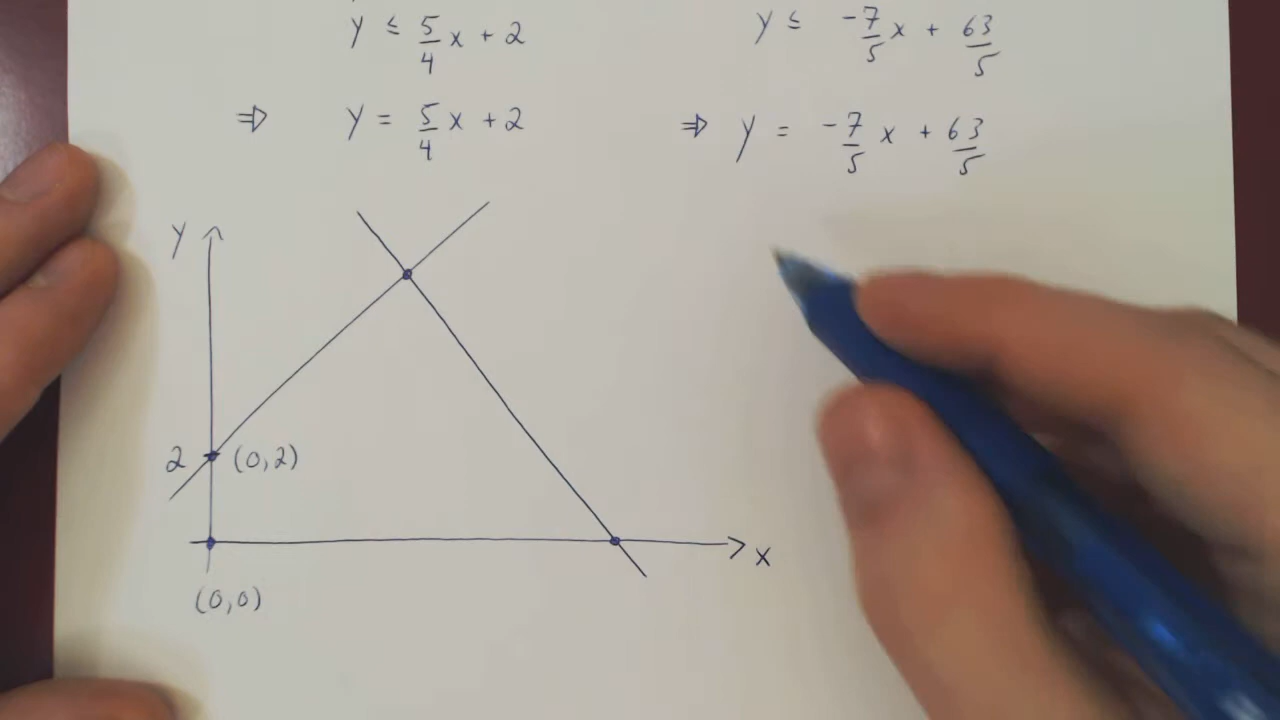 y ≤ 5/4 x + 2
y ≤ -7/5 x + 63/5
⇒ y = 5/4 x + 2
⇒ y = -7/5 x + 63/5
y
2 (0,2)
x
(0,0)